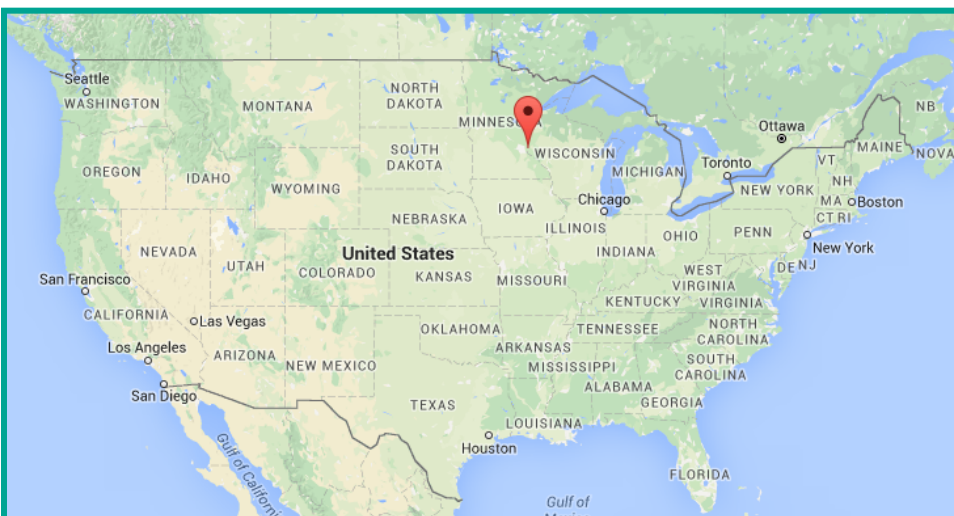 Seattle
WASHINGTON
MONTANA
NORTH
DAKOTA
MINNES
Ottawa
NB
MAINE
NOVA
OREGON
IDAHO
SOUTH
DAKOTA
WISCONSIN
MICHIGAN
Toronto
VT
NH
WYOMING
NEW YORK
MA
Boston
CT RI
NEBRASKA
IOWA
Chicago
ILLINOIS
INDIANA
OHIO
PENN
New York
NEVADA
UTAH
COLORADO
United States
KANSAS
MISSOURI
WEST
VIRGINIA
DE NJ
San Francisco
KENTUCKY
VIRGINIA
CALIFORNIA
Las Vegas
OKLAHOMA
TENNESSEE
NORTH
CAROLINA
Los Angeles
ARIZONA
NEW MEXICO
ARKANSAS
MISSISSIPPI
SOUTH
CAROLINA
San Diego
TEXAS
ALABAMA
GEORGIA
LOUISIANA
Houston
Gulf of Californi
FLORIDA
Gulf of